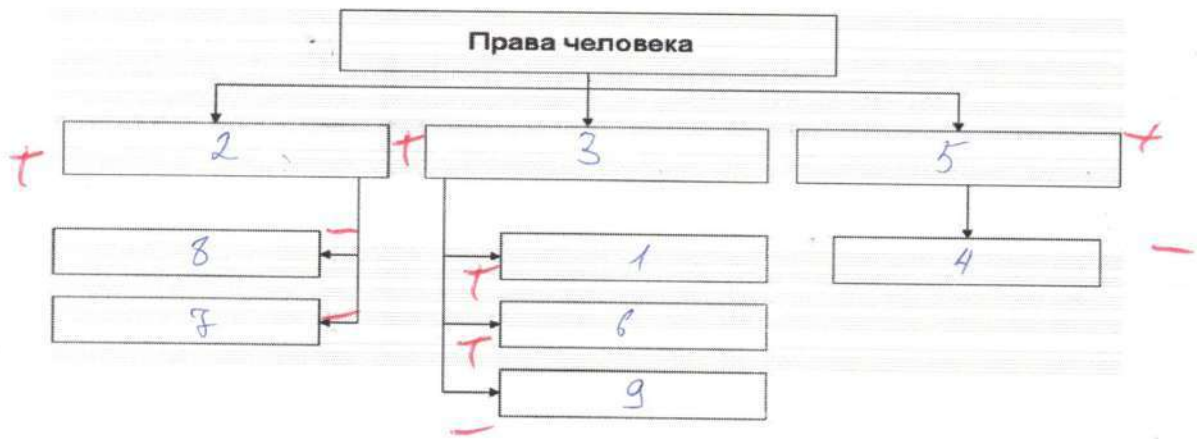 Права человека
+ 2 + 3 5 +
8 - 1 + 4 -
7 - 6 +
9 -